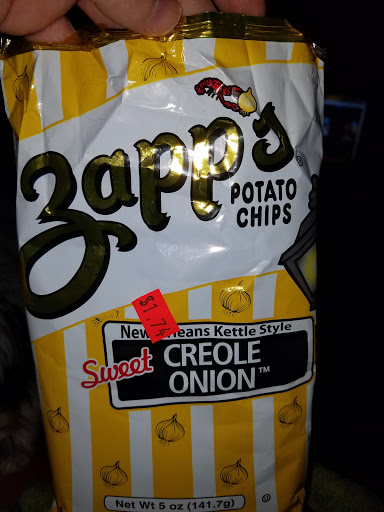 Zapp's
POTATO
CHIPS
$1.74
New Orleans Kettle Style
Sweet CREOLE
ONION™
Net Wt 5 oz (141.7g)